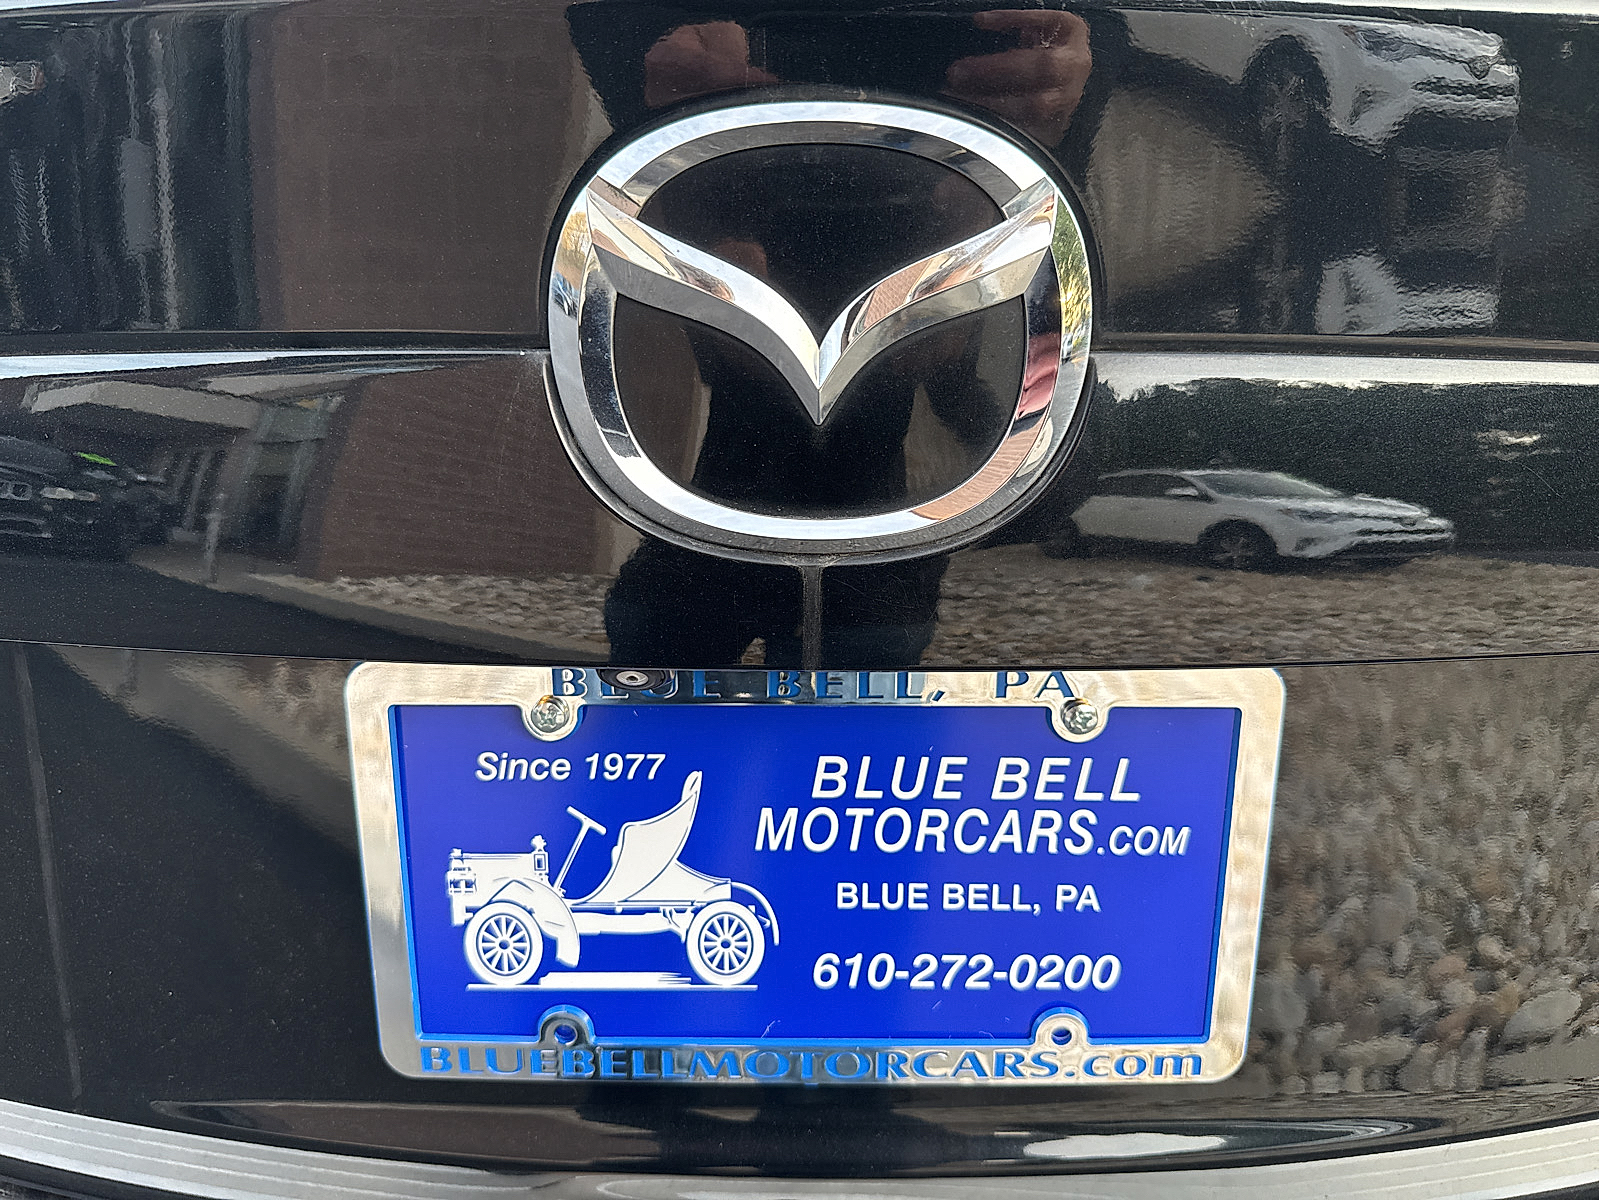 BLUE BELL, PA
Since 1977
BLUE BELL
MOTORCARS.COM
BLUE BELL, PA
610-272-0200
BLUEBELLMOTORCARS.com